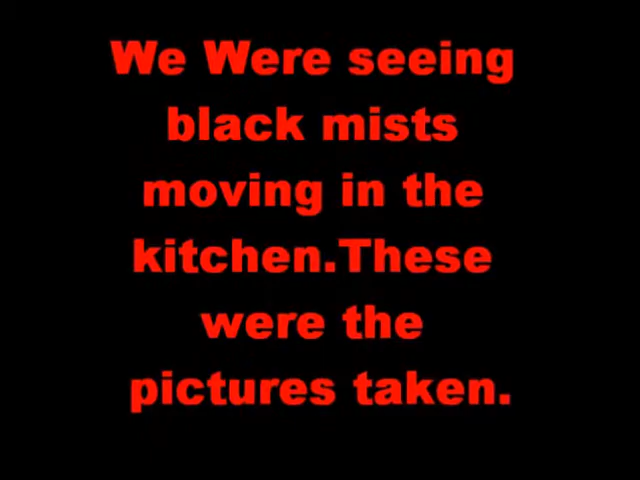 We Were seeing
black mists
moving in the
kitchen.These
were the
pictures taken.